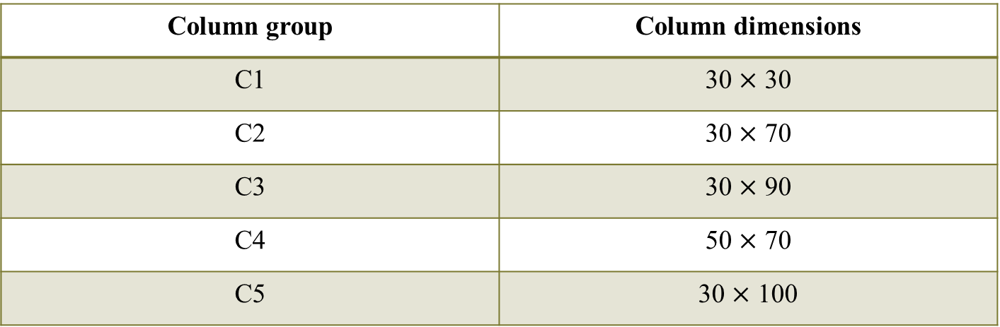 Column group Column dimensions
C1 30 × 30
C2 30 × 70
C3 30 × 90
C4 50 × 70
C5 30 × 100